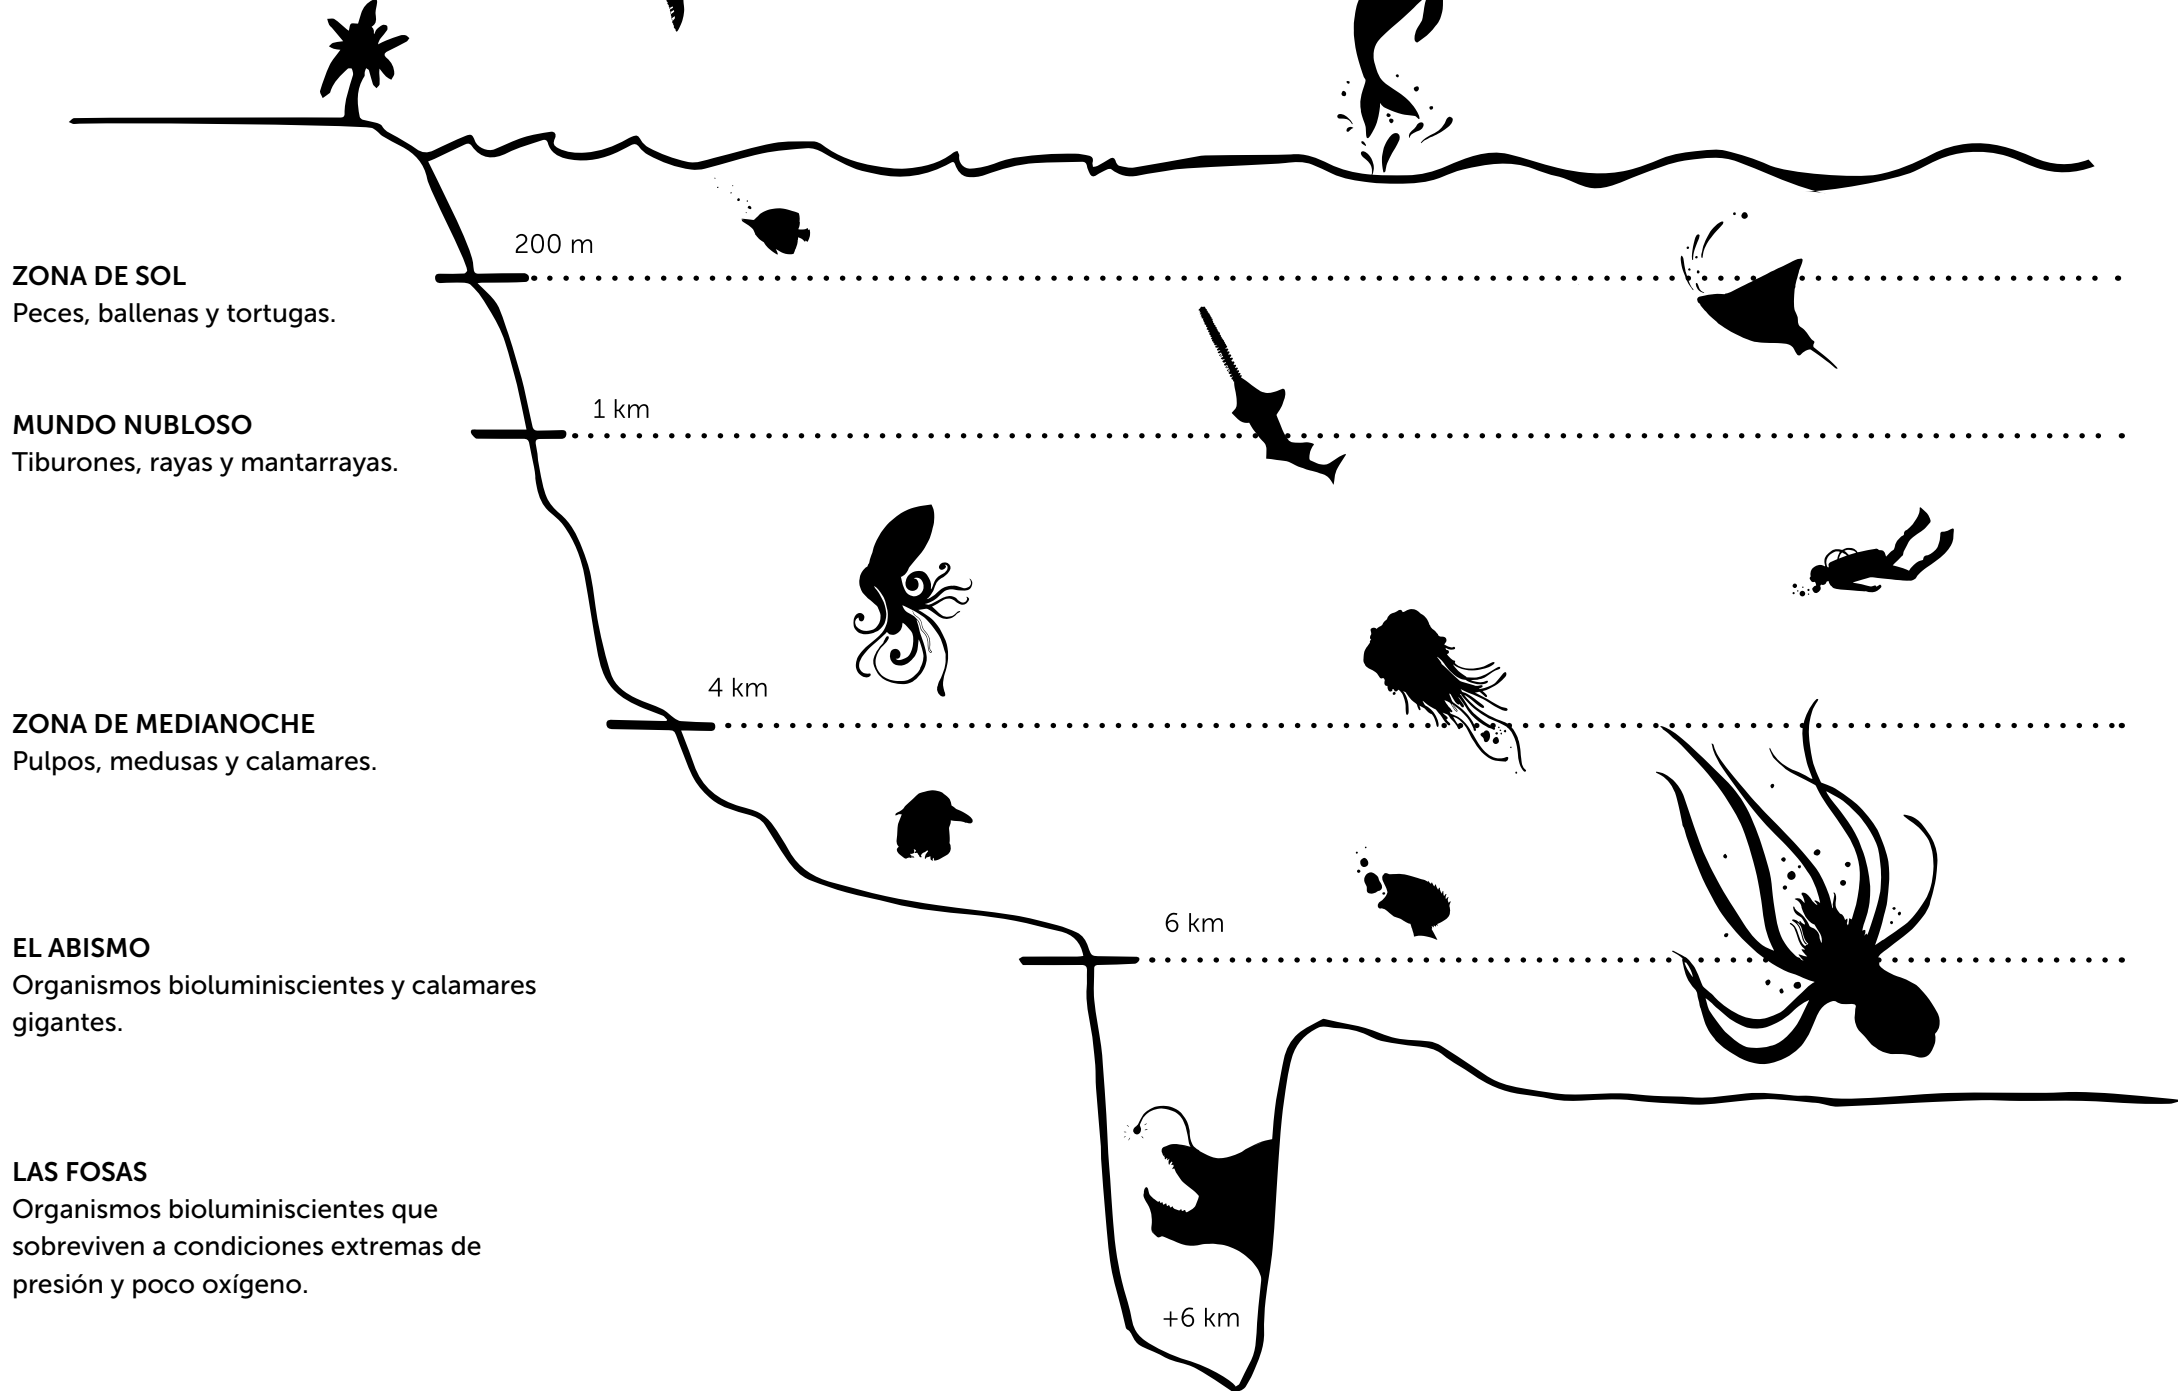 200 m
ZONA DE SOL
Peces, ballenas y tortugas.
1 km
MUNDO NUBLOSO
Tiburones, rayas y mantarrayas.
4 km
ZONA DE MEDIANOCHE
Pulpos, medusas y calamares.
6 km
EL ABISMO
Organismos bioluminiscientes y calamares
gigantes.
LAS FOSAS
Organismos bioluminiscientes que
sobreviven a condiciones extremas de
presión y poco oxígeno.
+6 km